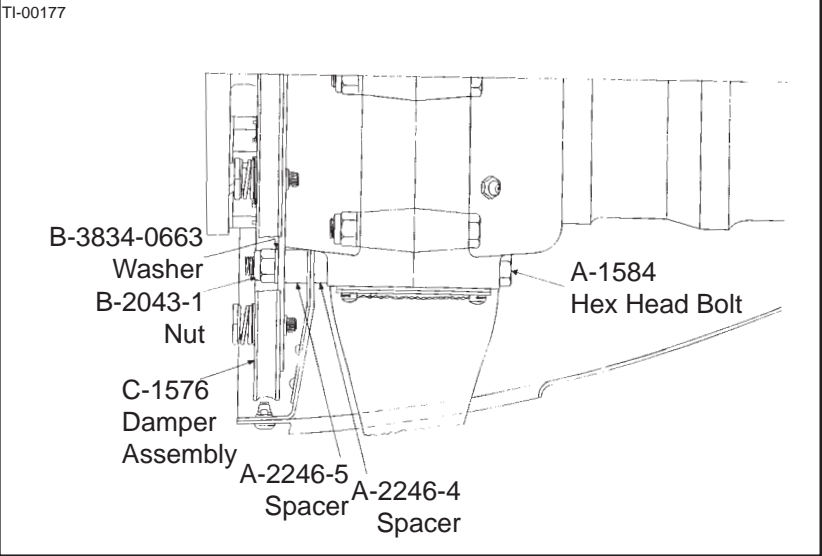 TI-00177
B-3834-0663
Washer
B-2043-1
Nut
A-1584
Hex Head Bolt
C-1576
Damper
Assembly
A-2246-5
Spacer
A-2246-4
Spacer